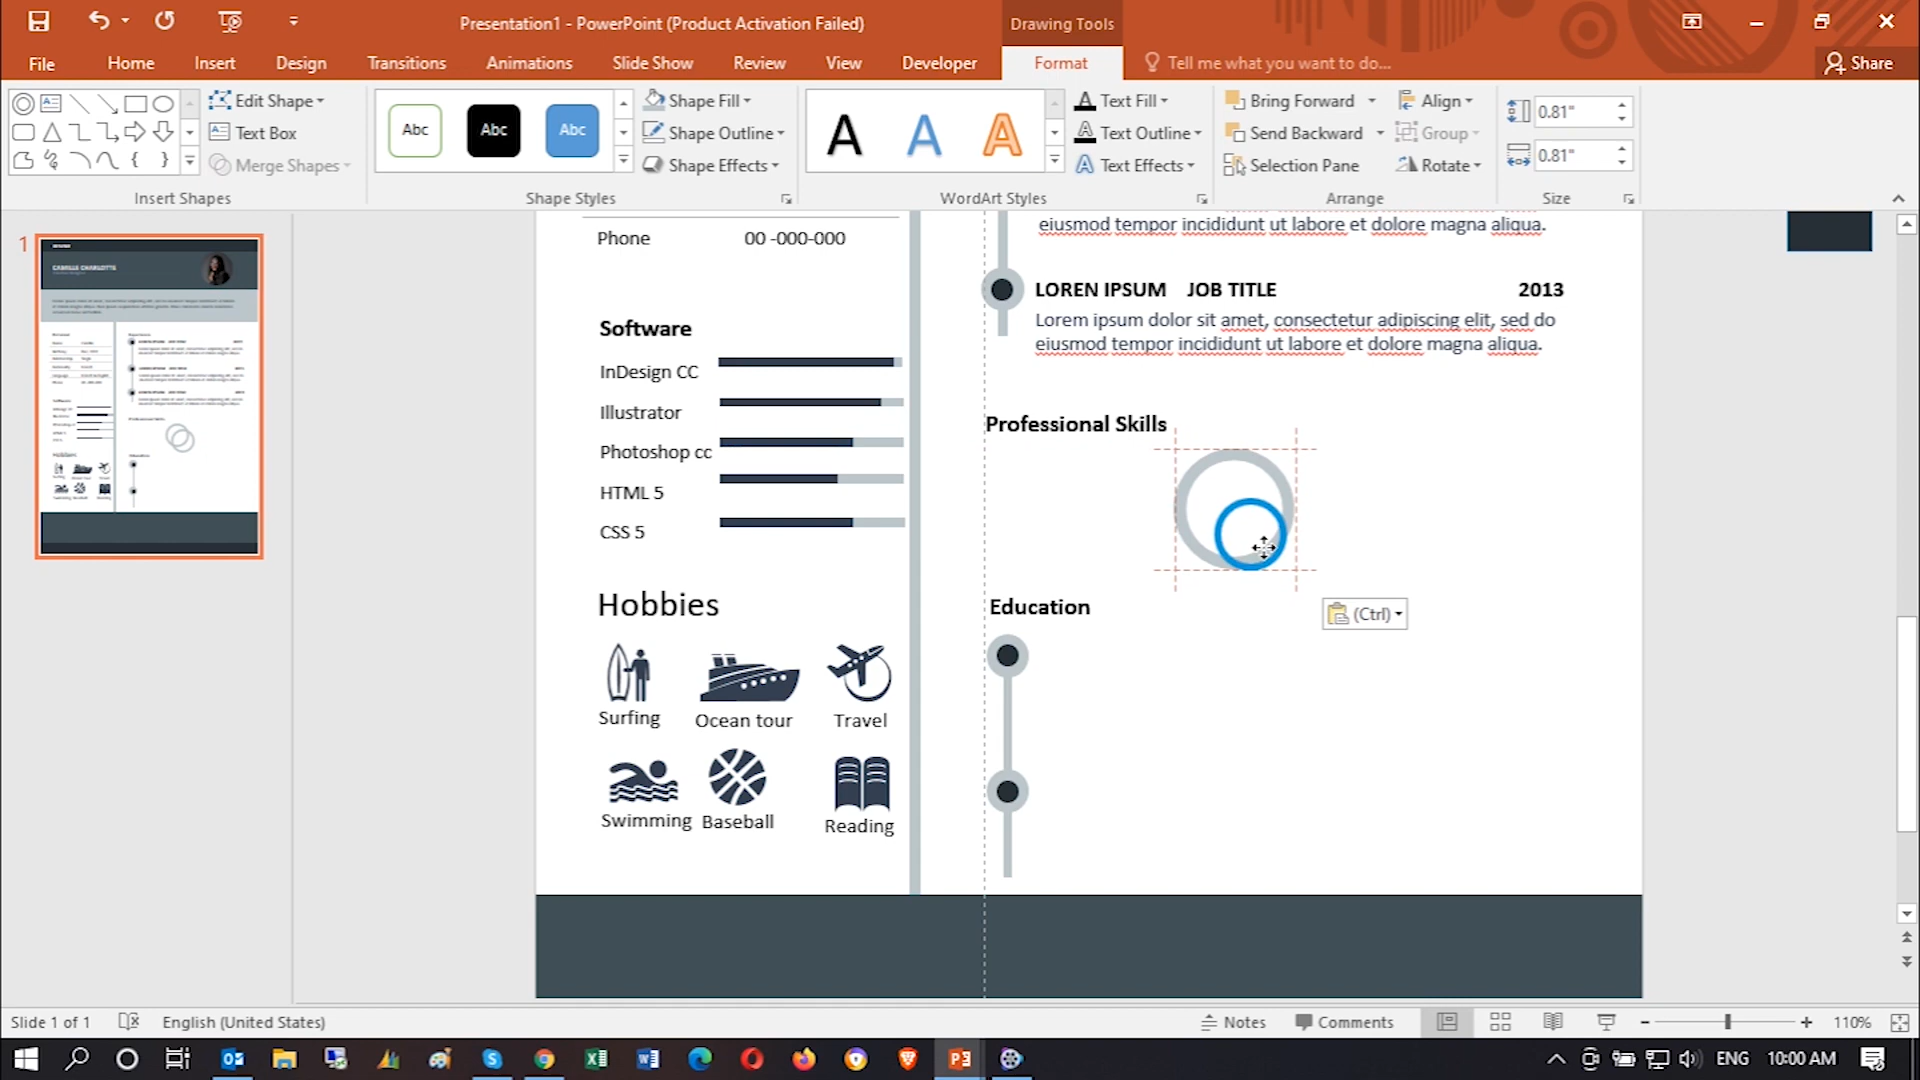 Presentation1 - PowerPoint (Product Activation Failed)
Drawing Tools
File
Home
Insert
Design
Transitions
Animations
Slide Show
Review
View
Developer
Format
Tell me what you want to do...
Share
Edit Shape
Text Box
Merge Shapes
Insert Shapes
Abc
Abc
Abc
Shape Fill
Shape Outline
Shape Effects
Shape Styles
A
A
A
Text Fill
Text Outline
Text Effects
WordArt Styles
Bring Forward
Send Backward
Selection Pane
Align
Group
Rotate
Arrange
0.81"
0.81"
Size
1
CABRILLE CHARLOTTE
Phone 00 -000-000
Software
InDesign CC
Illustrator
Photoshop cc
HTML 5
CSS 5
Hobbies
Surfing
Ocean tour
Travel
Swimming
Baseball
Reading
eiusmod tempor incididunt ut labore et dolore magna aliqua.
LOREN IPSUM JOB TITLE 2013
Lorem ipsum dolor sit amet, consectetur adipiscing elit, sed do
eiusmod tempor incididunt ut labore et dolore magna aliqua.
Professional Skills
Education
(Ctrl)
Slide 1 of 1
English (United States)
Notes
Comments
110%
ENG
10:00 AM